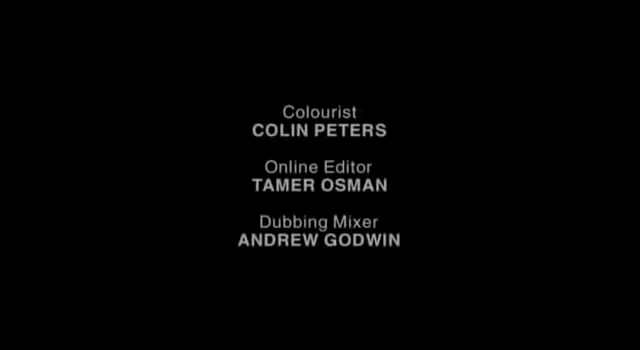 Colourist
COLIN PETERS
Online Editor
TAMER OSMAN
Dubbing Mixer
ANDREW GODWIN